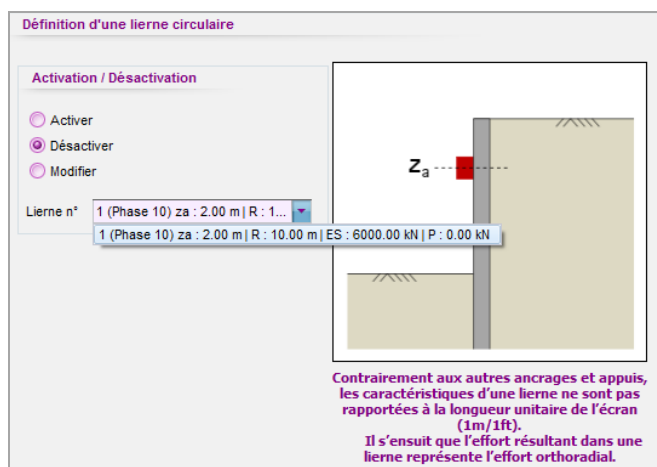 Définition d'une lierne circulaire
Activation / Désactivation
Activer
Désactiver
Modifier
Lierne n° 1 (Phase 10) za : 2.00 m | R : 1...
1 (Phase 10) za : 2.00 m | R : 10.00 m | ES : 6000.00 kN | P : 0.00 kN
Za
Contrairement aux autres ancrages et appuis,
les caractéristiques d'une lierne ne sont pas
rapportées à la longueur unitaire de l'écran
(1m/1ft).
Il s'ensuit que l'effort résultant dans une
lierne représente l'effort orthoradial.